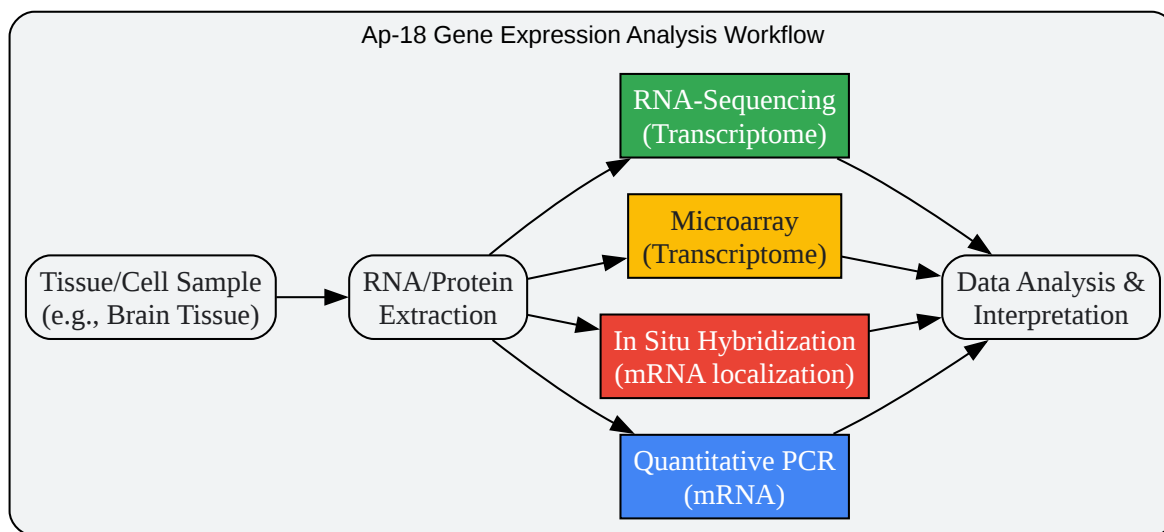 Ap-18 Gene Expression Analysis Workflow
RNA-Sequencing
(Transcriptome)
Microarray
(Transcriptome)
Tissue/Cell Sample
(e.g., Brain Tissue)
RNA/Protein
Extraction
Data Analysis &
Interpretation
In Situ Hybridization
(mRNA localization)
Quantitative PCR
(mRNA)